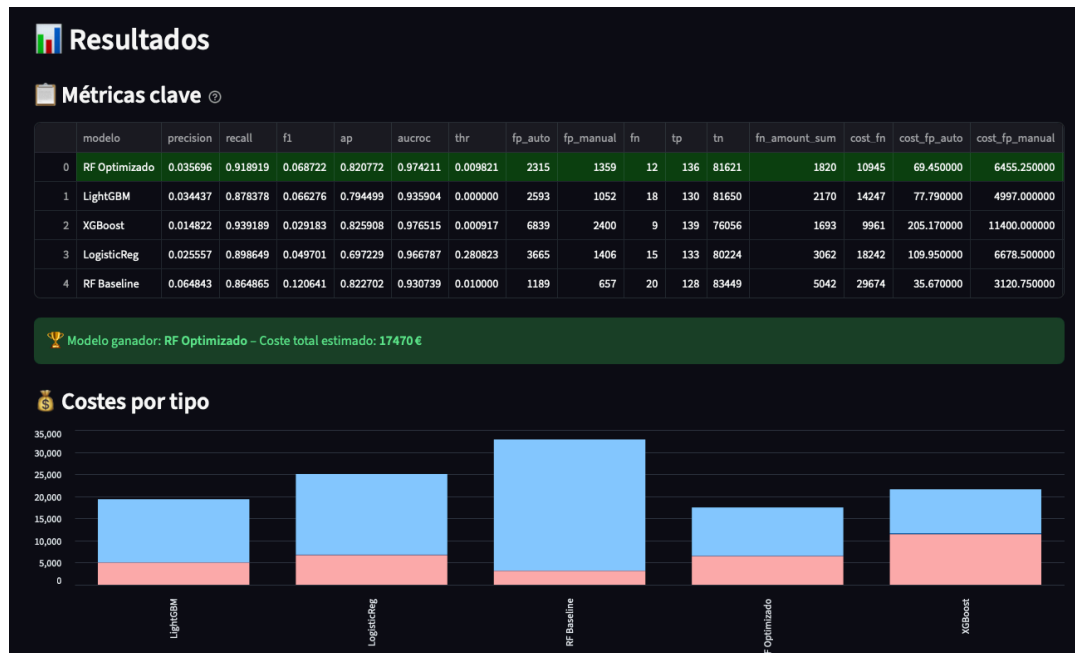 Resultados
Métricas clave
modelo precision recall f1 ap aucroc thr fp_auto fp_manual fn tp tn fn_amount_sum cost_fn cost_fp_auto cost_fp_manual
0 RF Optimizado 0.035696 0.918919 0.068722 0.820772 0.974211 0.009821 2315 1359 12 136 81621 1820 10945 69.450000 6455.250000
1 LightGBM 0.034437 0.878378 0.066276 0.794499 0.935904 0.000000 2593 1052 18 130 81650 2170 14247 77.790000 4997.000000
2 XGBoost 0.014822 0.939189 0.029183 0.825908 0.976515 0.000917 6839 2400 9 139 76056 1693 9961 205.170000 11400.000000
3 LogisticReg 0.025557 0.898649 0.049701 0.697229 0.966787 0.280823 3665 1406 15 133 80224 3062 18242 109.950000 6678.500000
4 RF Baseline 0.064843 0.864865 0.120641 0.822702 0.930739 0.010000 1189 657 20 128 83449 5042 29674 35.670000 3120.750000
Modelo ganador: RF Optimizado – Coste total estimado: 17470 €
Costes por tipo
35,000
30,000
25,000
20,000
15,000
10,000
5,000
0
LightGBM
LogisticReg
RF Baseline
F Optimizado
XGBoost